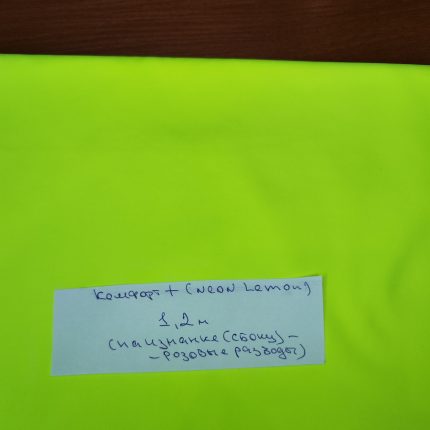 Комфорт + (Neon Lemon)
1,2 м
(на изнанке (сбоку) -
- розовые разводы)